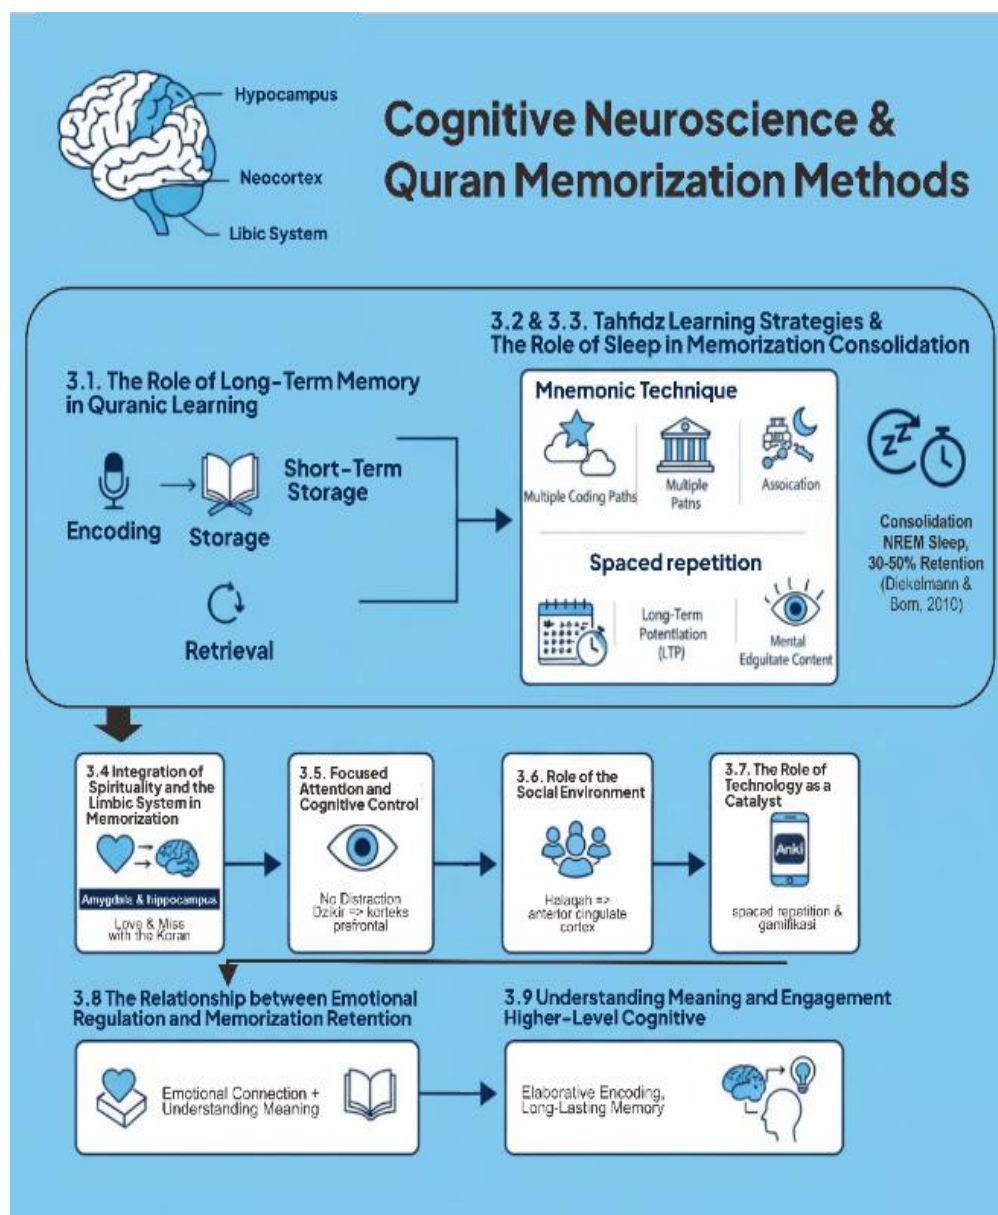 Hypocampus
Neocortex
Libic System
Cognitive Neuroscience &
Quran Memorization Methods
3.1. The Role of Long-Term Memory
in Quranic Learning
Encoding
Storage
Short-Term
Storage
Retrieval
3.2 & 3.3. Tahfidz Learning Strategies &
The Role of Sleep in Memorization Consolidation
Mnemonic Technique
Multiple Coding Paths
Multiple
Patns
Assoication
Spaced repetition
Long-Term
Potentlation
(LTP)
Mental
Edguitate Content
zzz
Consolidation
NREM Sleep,
30-50% Retention
(Diekelmann &
Born, 2010)
3.4 Integration of
Spirituality and the
Limbic System in
Memorization
Amygdala & hippocampus
Love & Miss
with the Koran
3.5. Focused
Attention and
Cognitive Control
No Distraction
Dzikir => korteks
prefrontal
3.6. Role of the
Social Environment
Halaqah =>
anterior cingulate
cortex
3.7. The Role of
Technology as a
Catalyst
Anki
spaced repetition &
gamifikasi
3.8 The Relationship between Emotional
Regulation and Memorization Retention
Emotional Connection +
Understanding Meaning
3.9 Understanding Meaning and Engagement
Higher-Level Cognitive
Elaborative Encoding,
Long-Lasting Memory